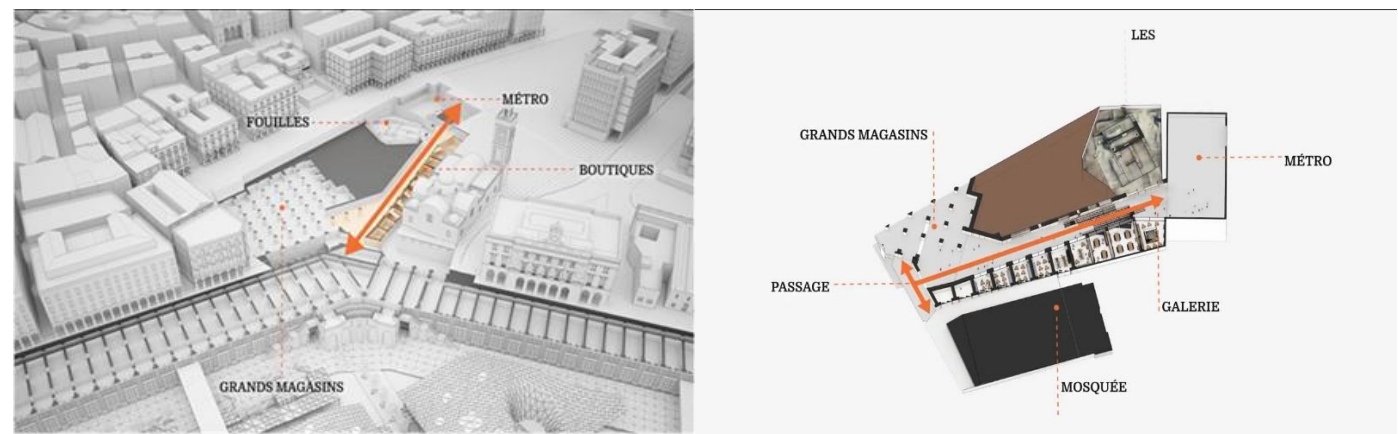 MÉTRO
FOUILLES
BOUTIQUES
GRANDS MAGASINS
LES
GRANDS MAGASINS
MÉTRO
PASSAGE
GALERIE
MOSQUÉE